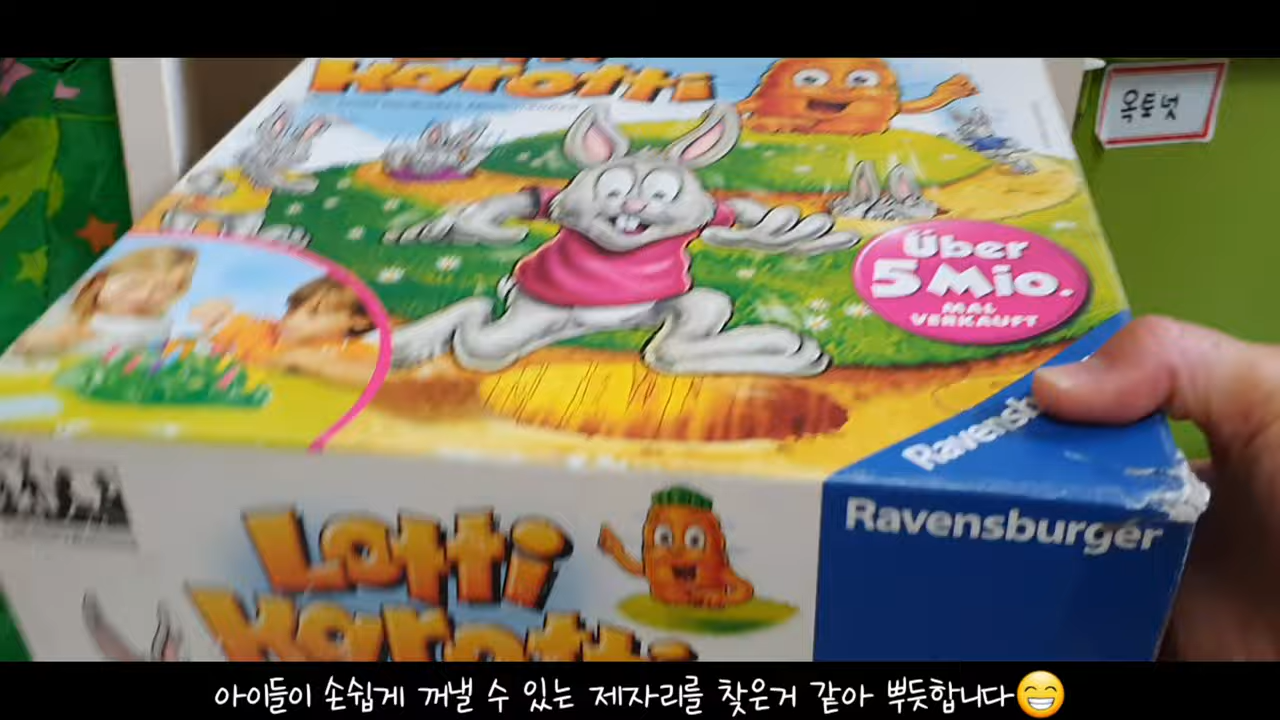 Karotti
옥토넛
Über
5 Mio.
MAL
VERKAUFT
Ravensb
Ravensburger
Lotti
Karotti
아이들이 손쉽게 꺼낼 수 있는 제자리를 찾은거 같아 뿌듯합니다😁